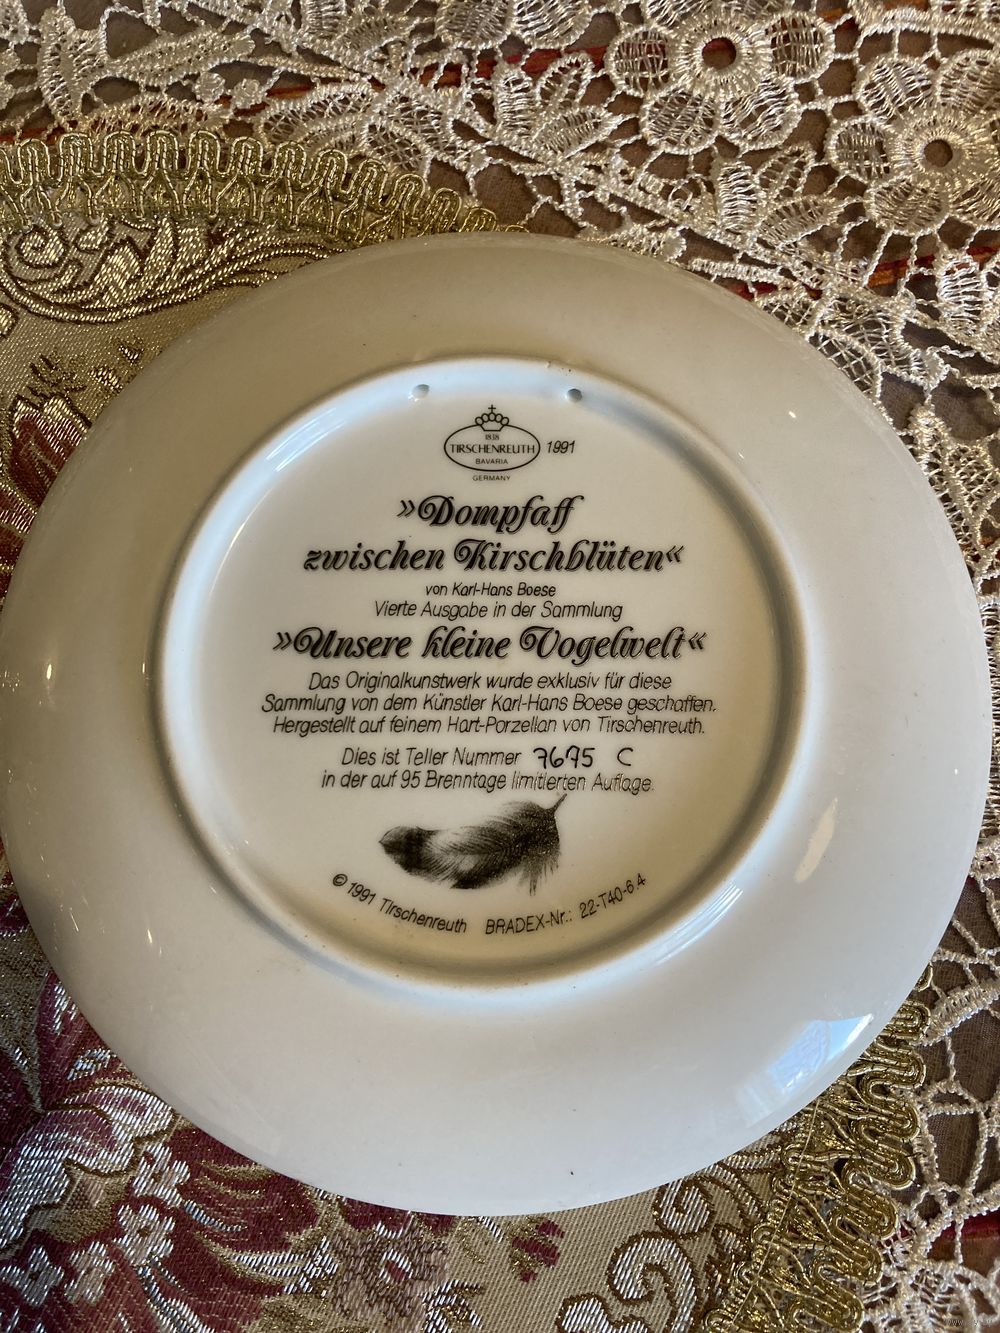 1838
TIRSCHENREUTH 1991
BAVARIA
GERMANY
»Dompfaff
zwischen Kirschblüten«
von Karl-Hans Boese
Vierte Ausgabe in der Sammlung
»Unsere kleine Vogelwelt«
Das Originalkunstwerk wurde exklusiv für diese
Sammlung von dem Künstler Karl-Hans Boese geschaffen.
Hergestellt auf feinem Hart-Porzellan von Tirschenreuth.
Dies ist Teller Nummer 7695 C
in der auf 95 Brenntage limitierten Auflage.
© 1991 Tirschenreuth BRADEX-Nr.: 22-T40-6.4